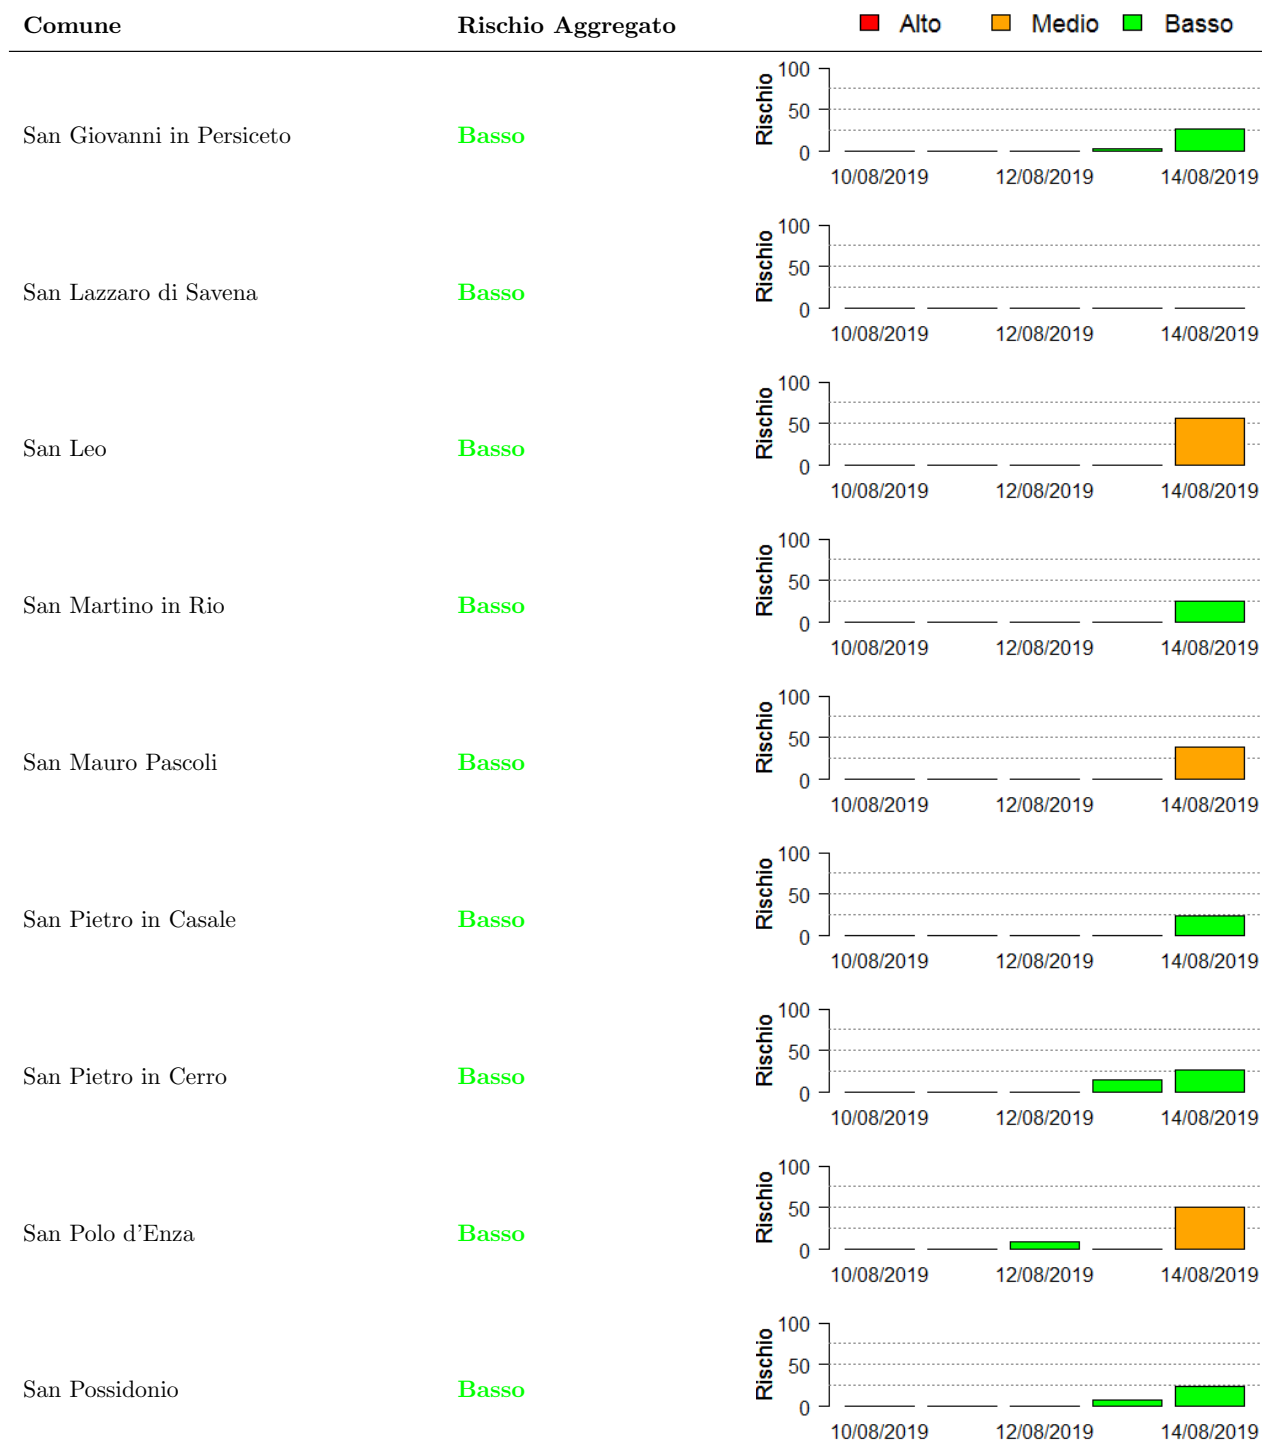 Comune Rischio Aggregato Alto Medio Basso
San Giovanni in Persiceto Basso
Rischio
100
50
0
10/08/2019 12/08/2019 14/08/2019
San Lazzaro di Savena Basso
Rischio
100
50
0
10/08/2019 12/08/2019 14/08/2019
San Leo Basso
Rischio
100
50
0
10/08/2019 12/08/2019 14/08/2019
San Martino in Rio Basso
Rischio
100
50
0
10/08/2019 12/08/2019 14/08/2019
San Mauro Pascoli Basso
Rischio
100
50
0
10/08/2019 12/08/2019 14/08/2019
San Pietro in Casale Basso
Rischio
100
50
0
10/08/2019 12/08/2019 14/08/2019
San Pietro in Cerro Basso
Rischio
100
50
0
10/08/2019 12/08/2019 14/08/2019
San Polo d'Enza Basso
Rischio
100
50
0
10/08/2019 12/08/2019 14/08/2019
San Possidonio Basso
Rischio
100
50
0
10/08/2019 12/08/2019 14/08/2019